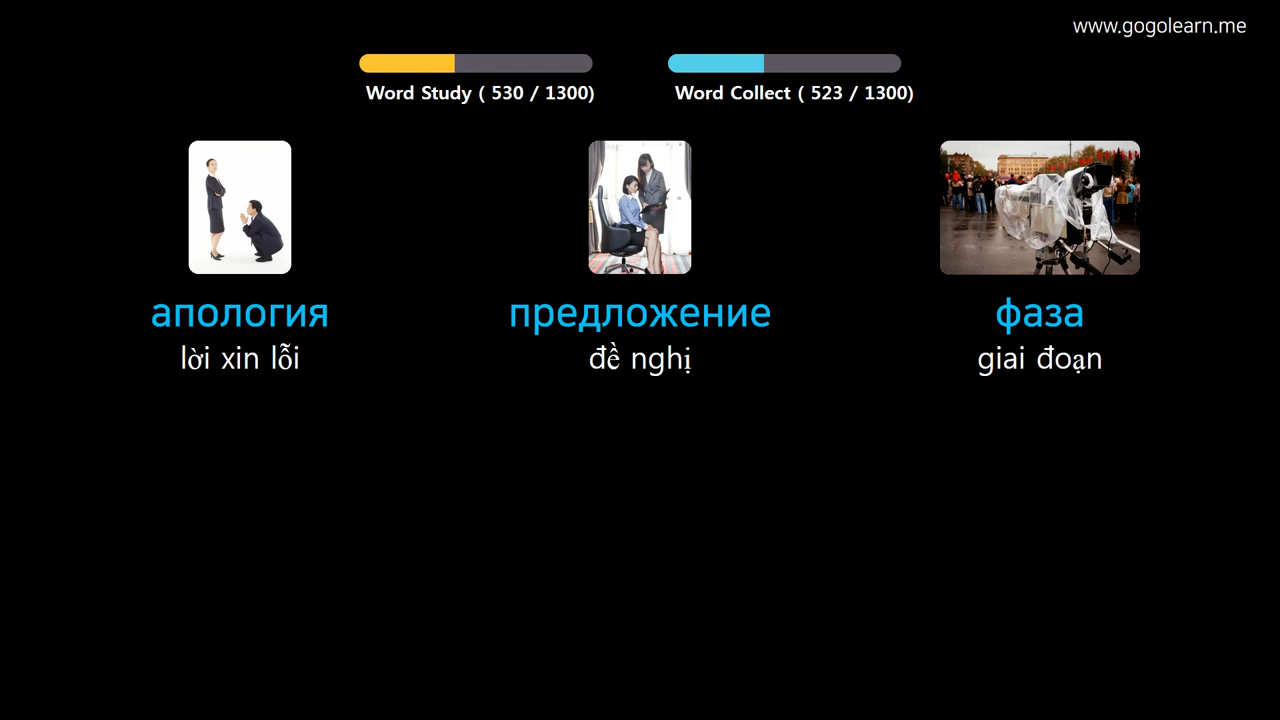 www.gogolearn.me
Word Study ( 530 / 1300)
Word Collect ( 523 / 1300)
апология
lời xin lỗi
предложение
đề nghị
фаза
giai đoạn